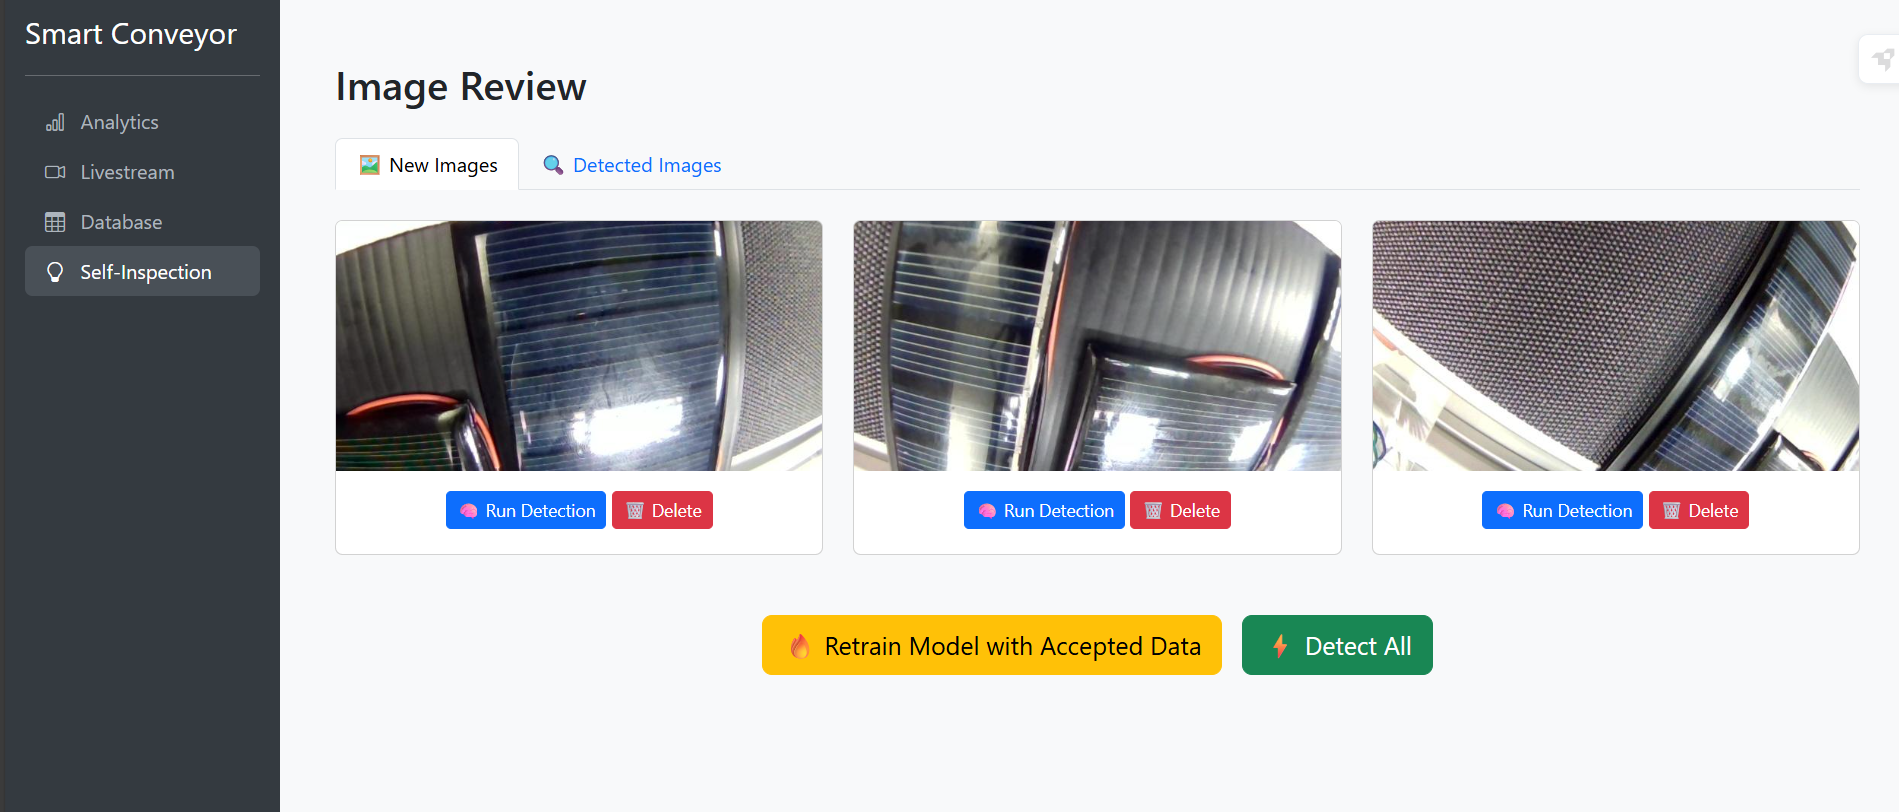 Smart Conveyor
Analytics
Livestream
Database
Self-Inspection
Image Review
New Images
Detected Images
Run Detection
Delete
Run Detection
Delete
Run Detection
Delete
Retrain Model with Accepted Data
Detect All